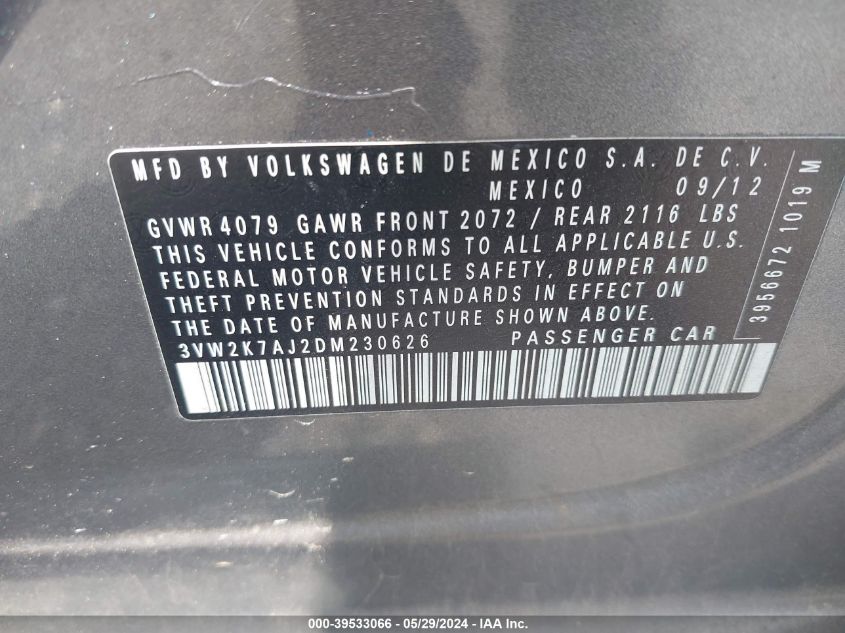 MFD BY VOLKSWAGEN DE MEXICO S.A. DE C.V.
MEXICO 09/12
GVWR 4079 GAWR FRONT 2072 / REAR 2116 LBS
THIS VEHICLE CONFORMS TO ALL APPLICABLE U.S.
FEDERAL MOTOR VEHICLE SAFETY, BUMPER AND
THEFT PREVENTION STANDARDS IN EFFECT ON
THE DATE OF MANUFACTURE SHOWN ABOVE.
3VW2K7AJ2DM230626 PASSENGER CAR
3956672 1019 M
000-39533066 - 05/29/2024 - IAA Inc.